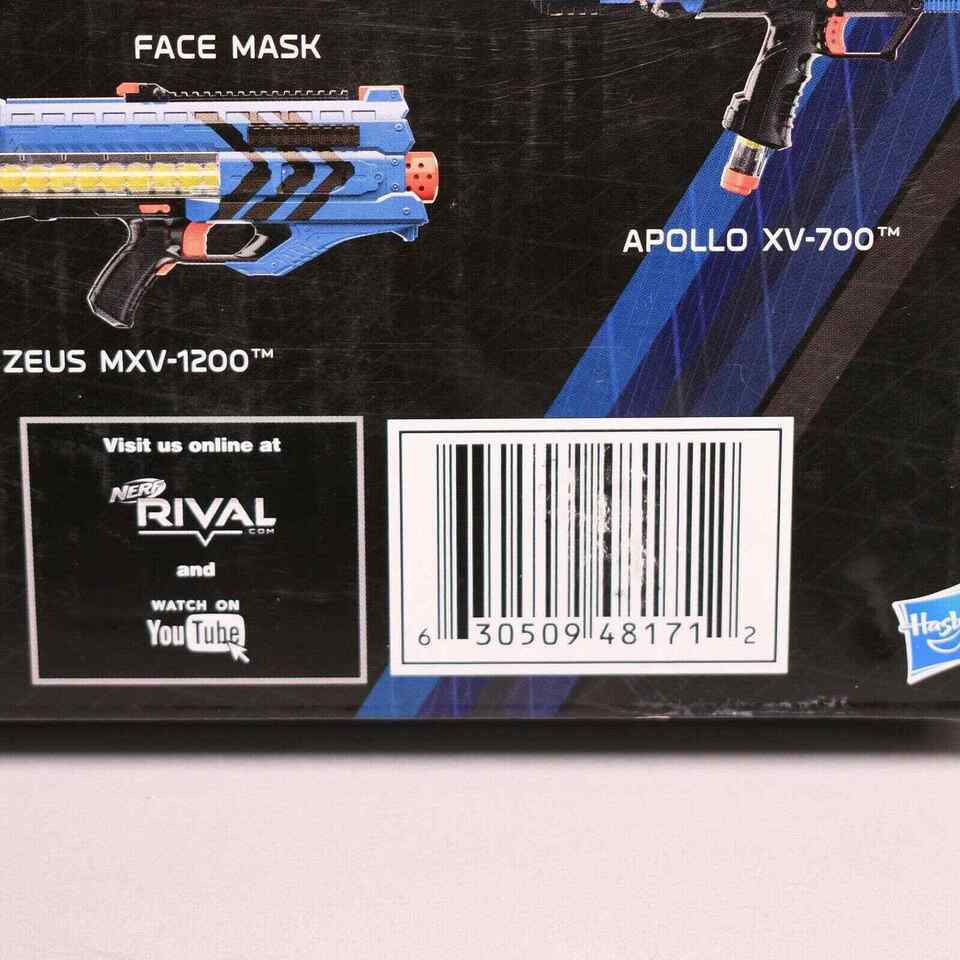 FACE MASK
APOLLO XV-700™
ZEUS MXV-1200™
Visit us online at
NERF
RIVAL
.COM
and
WATCH ON
YouTube
6 30509 48171 2